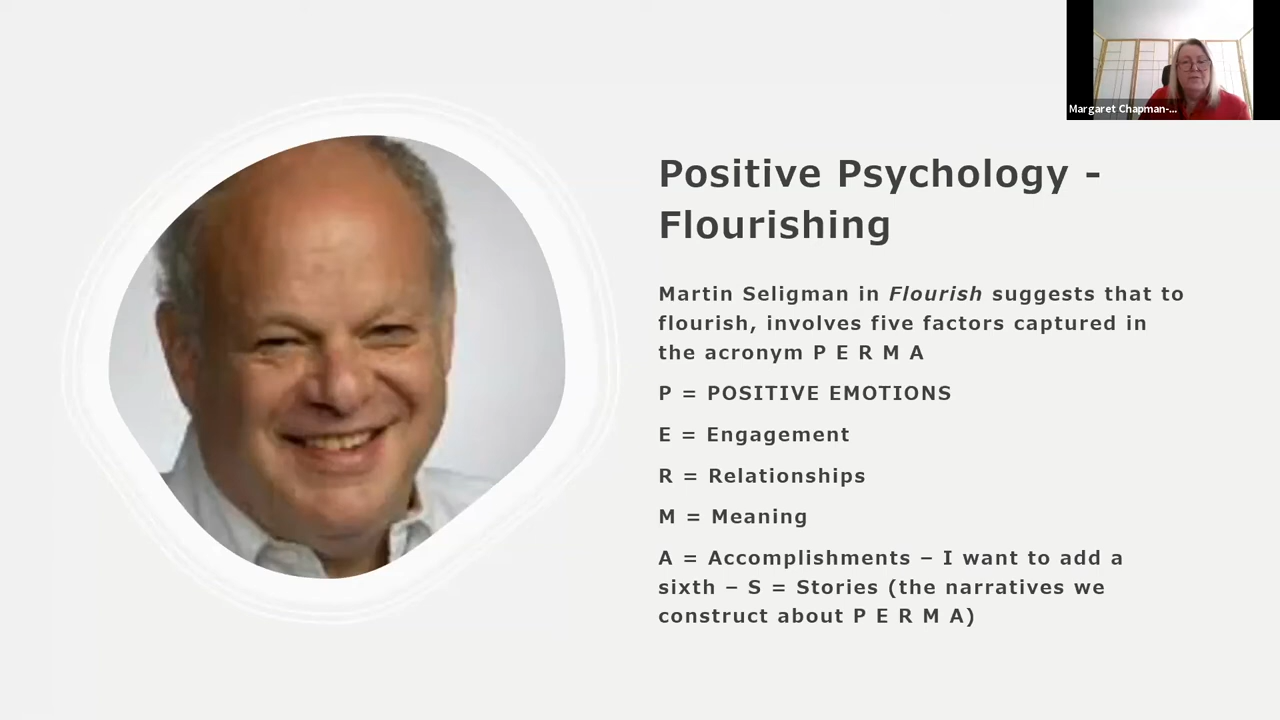 Margaret Chapman-...
Positive Psychology -
Flourishing
Martin Seligman in Flourish suggests that to
flourish, involves five factors captured in
the acronym P E R M A
P = POSITIVE EMOTIONS
E = Engagement
R = Relationships
M = Meaning
A = Accomplishments – I want to add a
sixth – S = Stories (the narratives we
construct about P E R M A)